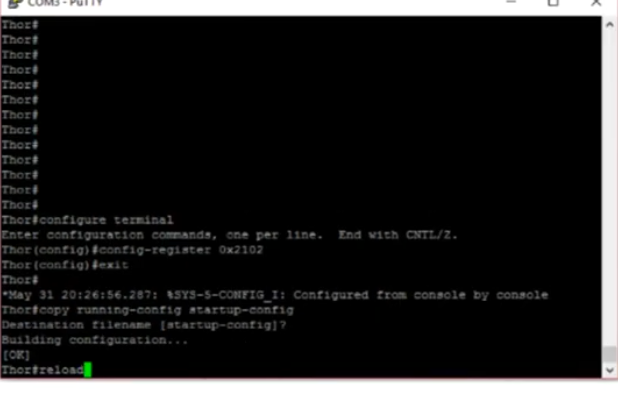 COM3 - PuTTY
Thor#
Thor#
Thor#
Thor#
Thor#
Thor#
Thor#
Thor#
Thor#
Thor#
Thor#
Thor#
Thor#
Thor#configure terminal
Enter configuration commands, one per line.  End with CNTL/Z.
Thor(config)#config-register 0x2102
Thor(config)#exit
Thor#
*May 31 20:26:56.287: %SYS-5-CONFIG_I: Configured from console by console
Thor#copy running-config startup-config
Destination filename [startup-config]?
Building configuration...
[OK]
Thor#reload